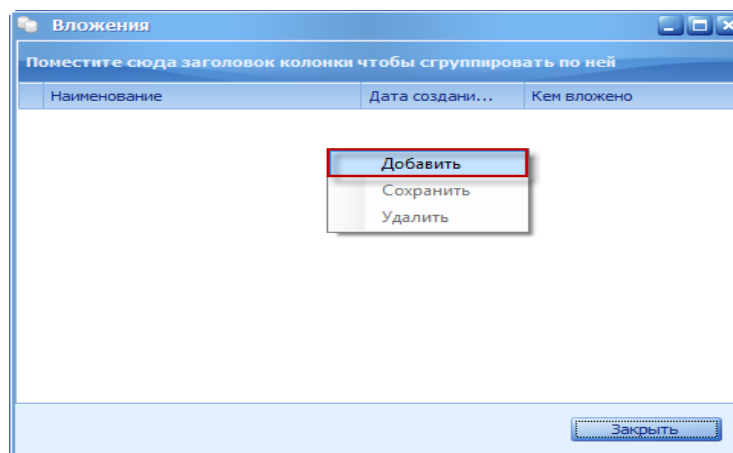 Вложения
Поместите сюда заголовок колонки чтобы сгруппировать по ней
Наименование Дата создани... Кем вложено
Добавить
Сохранить
Удалить
Закрыть